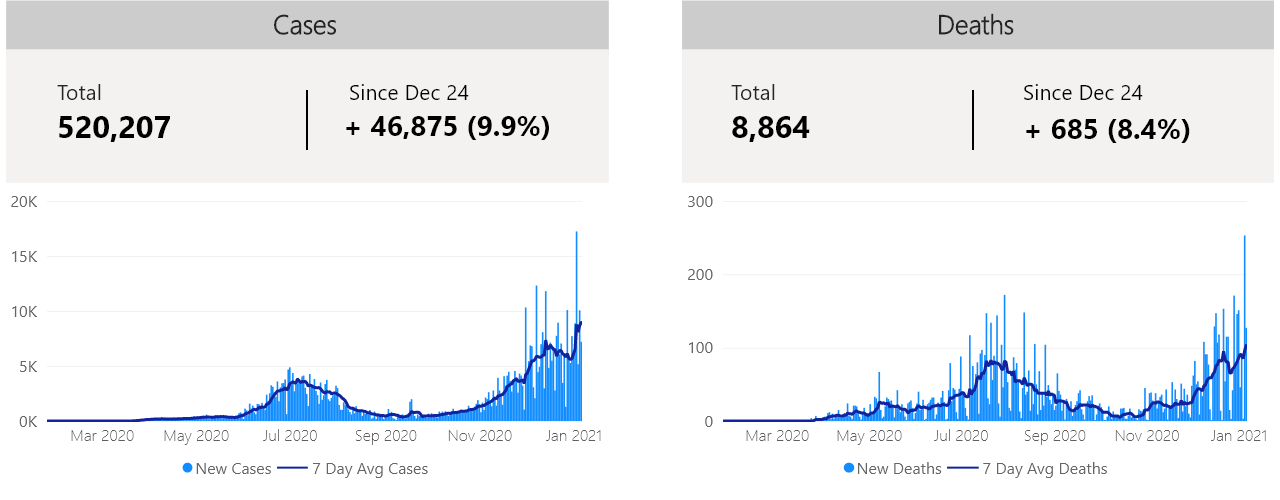 Cases
Total
520,207
Since Dec 24
+ 46,875 (9.9%)
20K
15K
10K
5K
0K
Mar 2020 May 2020 Jul 2020 Sep 2020 Nov 2020 Jan 2021
New Cases 7 Day Avg Cases
Deaths
Total
8,864
Since Dec 24
+ 685 (8.4%)
300
200
100
0
Mar 2020 May 2020 Jul 2020 Sep 2020 Nov 2020 Jan 2021
New Deaths 7 Day Avg Deaths